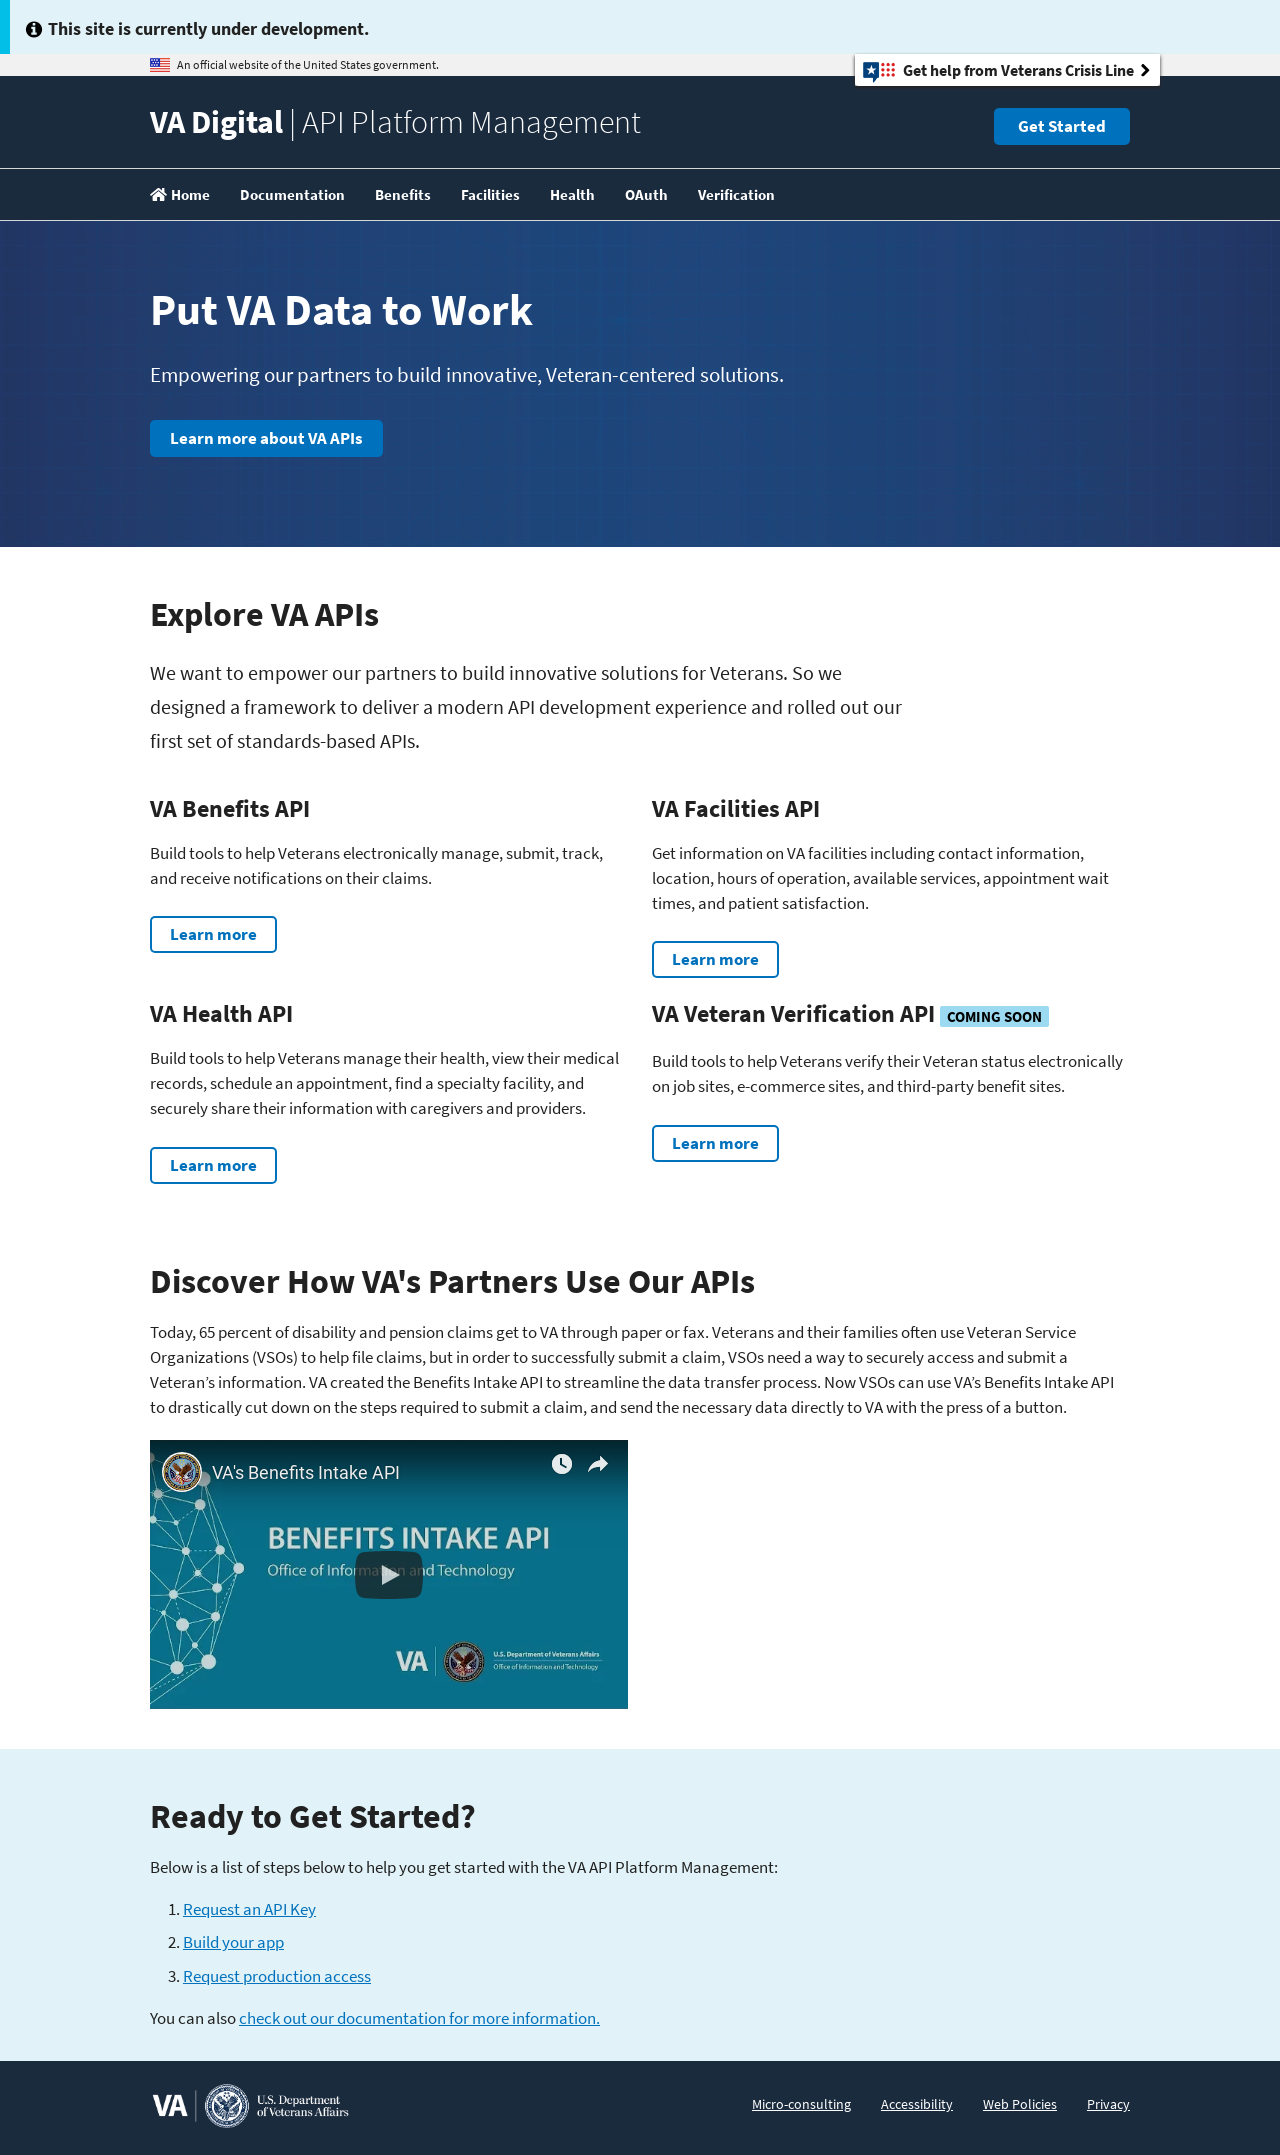 This site is currently under development.
An official website of the United States government.
Get help from Veterans Crisis Line
VA Digital | API Platform Management
Get Started
Home
Documentation
Benefits
Facilities
Health
OAuth
Verification
Put VA Data to Work
Empowering our partners to build innovative, Veteran-centered solutions.
Learn more about VA APIs
Explore VA APIs
We want to empower our partners to build innovative solutions for Veterans. So we
designed a framework to deliver a modern API development experience and rolled out our
first set of standards-based APIs.
VA Benefits API
Build tools to help Veterans electronically manage, submit, track,
and receive notifications on their claims.
Learn more
VA Facilities API
Get information on VA facilities including contact information,
location, hours of operation, available services, appointment wait
times, and patient satisfaction.
Learn more
VA Health API
Build tools to help Veterans manage their health, view their medical
records, schedule an appointment, find a specialty facility, and
securely share their information with caregivers and providers.
Learn more
VA Veteran Verification API COMING SOON
Build tools to help Veterans verify their Veteran status electronically
on job sites, e-commerce sites, and third-party benefit sites.
Learn more
Discover How VA's Partners Use Our APIs
Today, 65 percent of disability and pension claims get to VA through paper or fax. Veterans and their families often use Veteran Service
Organizations (VSOs) to help file claims, but in order to successfully submit a claim, VSOs need a way to securely access and submit a
Veteran’s information. VA created the Benefits Intake API to streamline the data transfer process. Now VSOs can use VA’s Benefits Intake API
to drastically cut down on the steps required to submit a claim, and send the necessary data directly to VA with the press of a button.
VA's Benefits Intake API
BENEFITS INTAKE API
Office of Information and Technology
VA
U.S. Department of Veterans Affairs
Office of Information and Technology
Ready to Get Started?
Below is a list of steps below to help you get started with the VA API Platform Management:
1. Request an API Key
2. Build your app
3. Request production access
You can also check out our documentation for more information.
VA
U.S. Department
of Veterans Affairs
Micro-consulting
Accessibility
Web Policies
Privacy